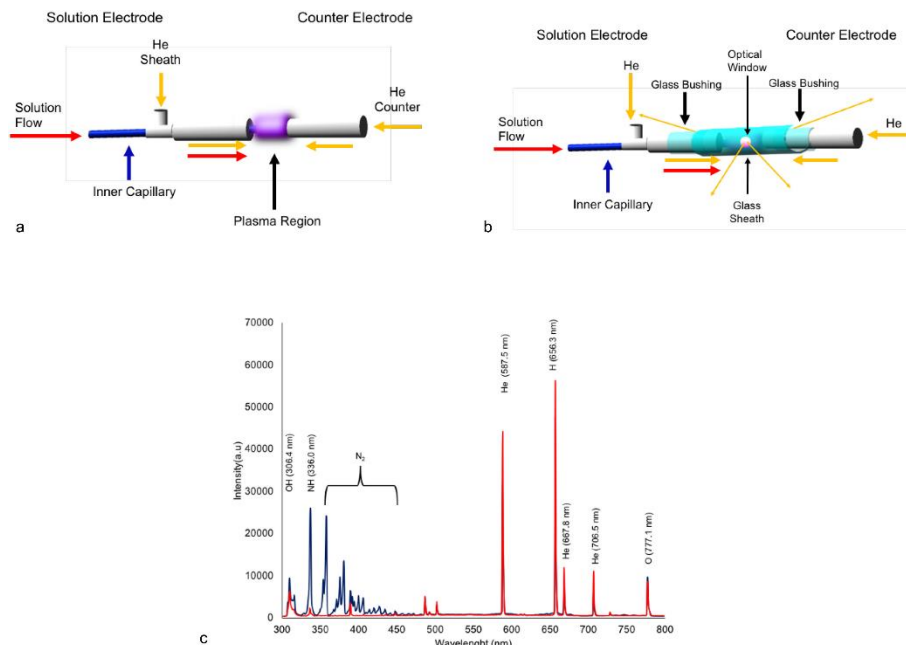 Solution Electrode
Counter Electrode
He
Sheath
He
Counter
Solution
Flow
Inner Capillary
Plasma Region
a
Solution Electrode
Optical
Window
Counter Electrode
He
Glass Bushing
Glass Bushing
Solution
Flow
He
Inner Capillary
Glass
Sheath
b
70000
60000
50000
40000
30000
20000
10000
0
Intensity(a.u)
OH (306.4 nm)
NH (336.0 nm)
N2
He (587.5 nm)
H (656.3 nm)
He (667.8 nm)
He (706.5 nm)
O (777.1 nm)
300 350 400 450 500 550 600 650 700 750 800
Wavelenght (nm)
c